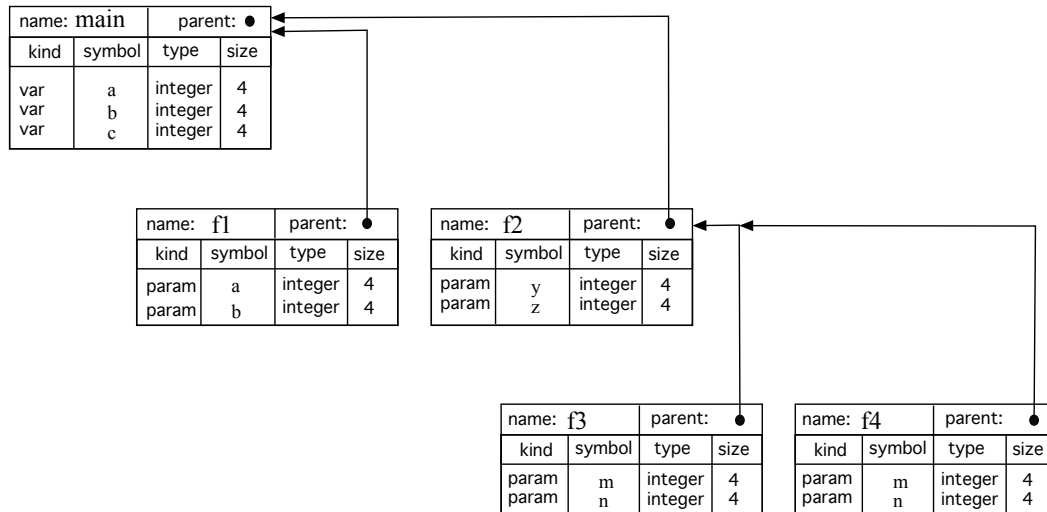 name: main parent:
kind symbol type size
var a integer 4
var b integer 4
var c integer 4
name: f1 parent:
kind symbol type size
param a integer 4
param b integer 4
name: f2 parent:
kind symbol type size
param y integer 4
param z integer 4
name: f3 parent:
kind symbol type size
param m integer 4
param n integer 4
name: f4 parent:
kind symbol type size
param m integer 4
param n integer 4